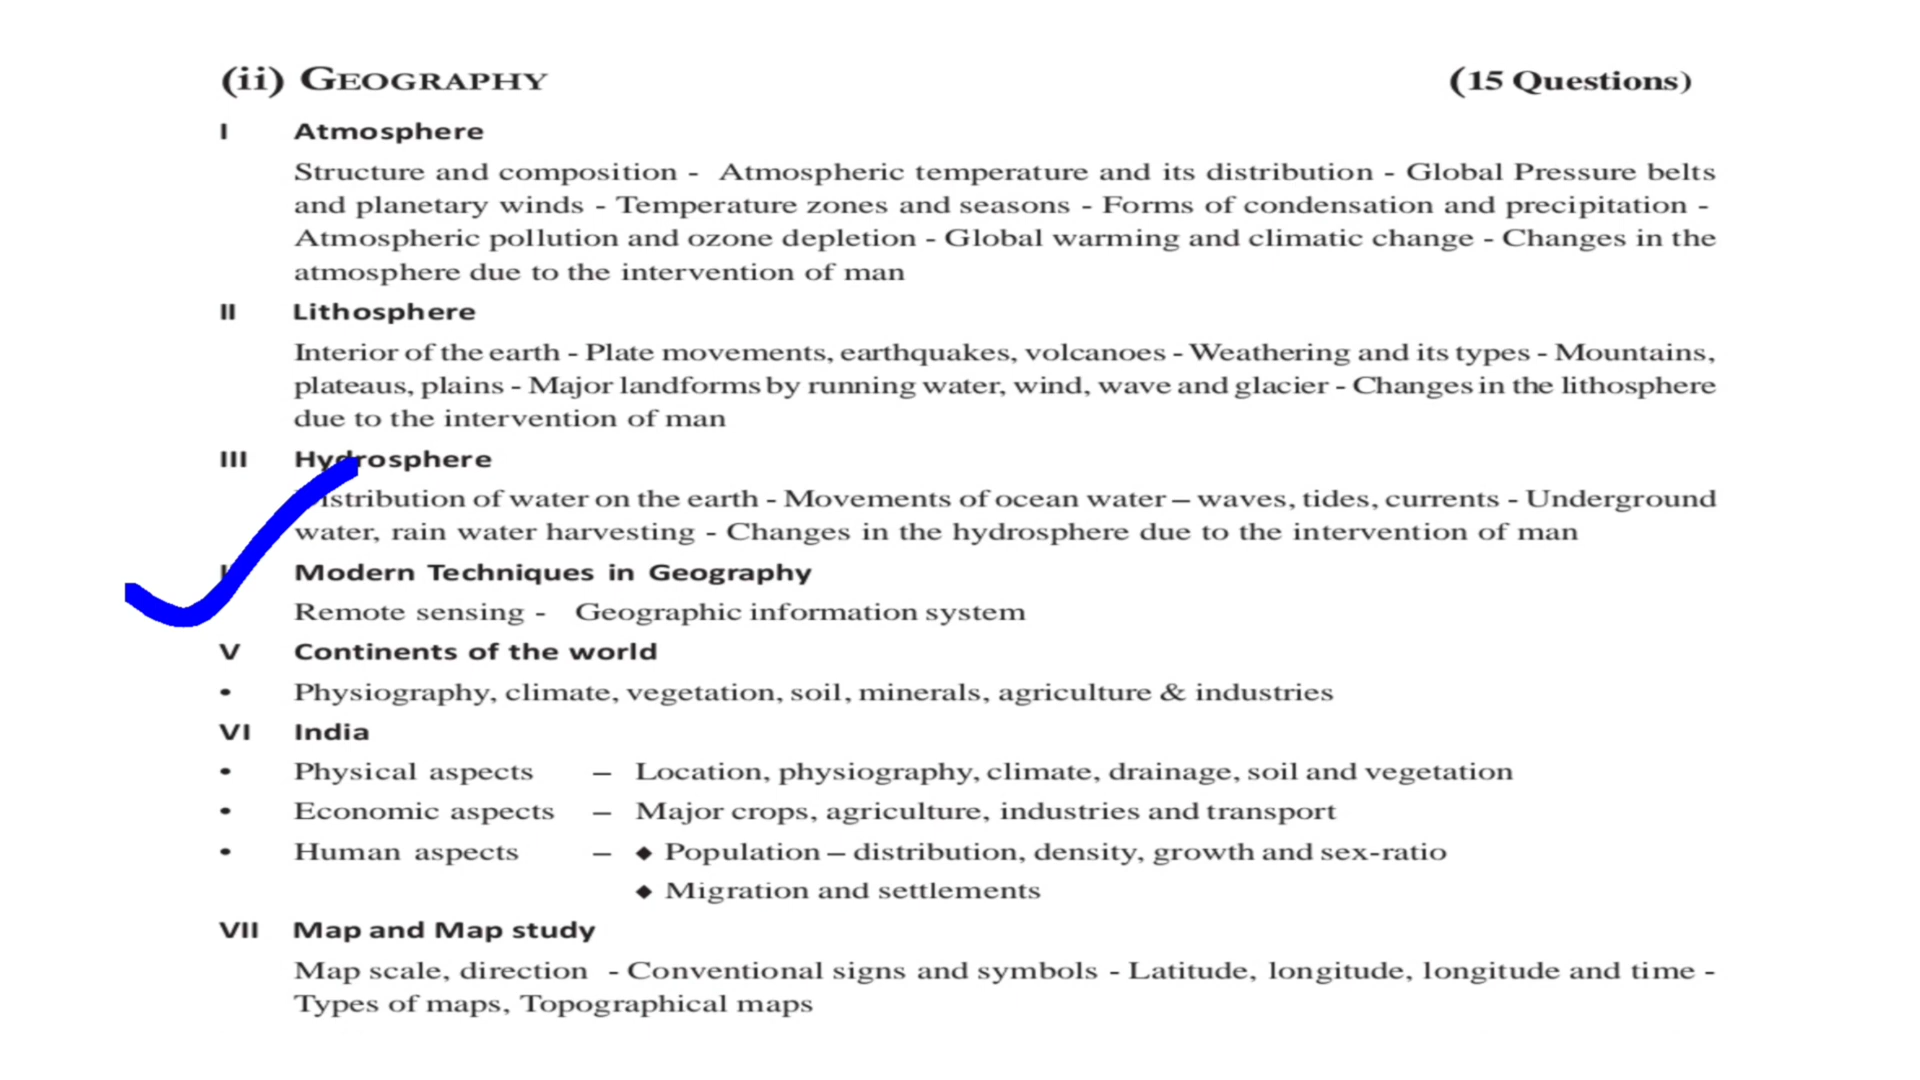 (ii) GEOGRAPHY (15 Questions)
I Atmosphere
Structure and composition - Atmospheric temperature and its distribution - Global Pressure belts
and planetary winds - Temperature zones and seasons - Forms of condensation and precipitation -
Atmospheric pollution and ozone depletion - Global warming and climatic change - Changes in the
atmosphere due to the intervention of man
II Lithosphere
Interior of the earth - Plate movements, earthquakes, volcanoes - Weathering and its types - Mountains,
plateaus, plains - Major landforms by running water, wind, wave and glacier - Changes in the lithosphere
due to the intervention of man
III Hydrosphere
Distribution of water on the earth - Movements of ocean water – waves, tides, currents - Underground
water, rain water harvesting - Changes in the hydrosphere due to the intervention of man
Modern Techniques in Geography
Remote sensing - Geographic information system
V Continents of the world
• Physiography, climate, vegetation, soil, minerals, agriculture & industries
VI India
• Physical aspects – Location, physiography, climate, drainage, soil and vegetation
• Economic aspects – Major crops, agriculture, industries and transport
• Human aspects – ◆ Population – distribution, density, growth and sex-ratio
◆ Migration and settlements
VII Map and Map study
Map scale, direction - Conventional signs and symbols - Latitude, longitude, longitude and time -
Types of maps, Topographical maps